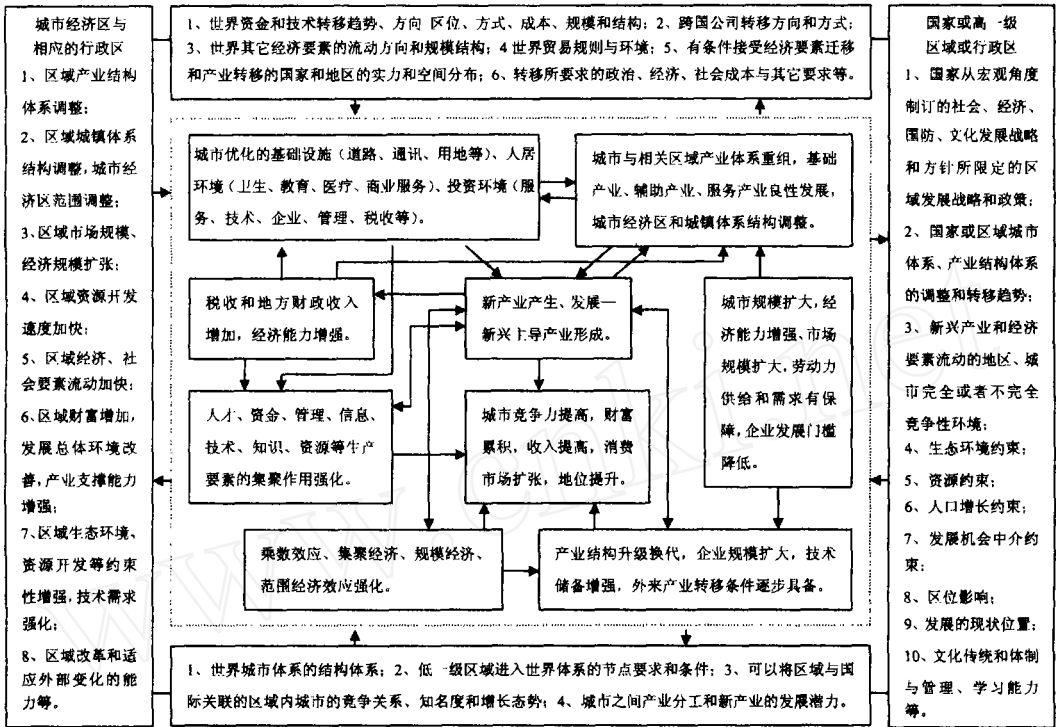 城市经济区与
相应的行政区
1、区域产业结构
体系调整;
2、区域城镇体系
结构调整,城市经
济区范围调整;
3、区域市场规模、
经济规模扩张;
4、区域资源开发
速度加快;
5、区域经济、社
会要素流动加快;
6、区域财富增加,
发展总体环境改
善,产业支撑能力
增强;
7、区域生态环境、
资源开发等约束
性增强,技术需求
强化;
8、区域改革和适
应外部变化的能
力等。
1、世界资金和技术转移趋势、方向 区位、方式、成本、规模和结构;2、跨国公司转移方向和方式;
3、世界其它经济要素的流动方向和规模结构;4 世界贸易规则与环境;5、有条件接受经济要素迁移
和产业转移的国家和地区的实力和空间分布;6、转移所要求的政治、经济、社会成本与其它要求等。
城市优化的基础设施(道路、通讯、用地等)、人居
环境(卫生、教育、医疗、商业服务)、投资环境(服
务、技术、企业、管理、税收等)。
城市与相关区域产业体系重组,基础
产业、辅助产业、服务产业良性发展,
城市经济区和城镇体系结构调整。
税收和地方财政收入
增加,经济能力增强。
新产业产生、发展—
新兴主导产业形成。
城市规模扩大,经
济能力增强、市场
规模扩大,劳动力
供给和需求有保
障,企业发展门槛
降低。
人才、资金、管理、信息、
技术、知识、资源等生产
要素的集聚作用强化。
城市竞争力提高,财富
累积,收入提高,消费
市场扩张,地位提升。
乘数效应、集聚经济、规模经济、
范围经济效应强化。
产业结构升级换代,企业规模扩大,技术
储备增强,外来产业转移条件逐步具备。
1、世界城市体系的结构体系;2、低一级区域进入世界体系的节点要求和条件;3、可以将区域与国
际关联的区域内城市的竞争关系、知名度和增长态势;4、城市之间产业分工和新产业的发展潜力。
国家或高一级
区域或行政区
1、国家从宏观角度
制订的社会、经济、
国防、文化发展战略
和方针所限定的区
域发展战略和政策;
2、国家或区域城市
体系、产业结构体系
的调整和转移趋势;
3、新兴产业和经济
要素流动的地区、城
市完全或者不完全
竞争性环境;
4、生态环境约束;
5、资源约束;
6、人口增长约束;
7、发展机会中介约
束;
8、区位影响;
9、发展的现状位置;
10、文化传统和体制
与管理、学习能力
等。
www.cnki.net